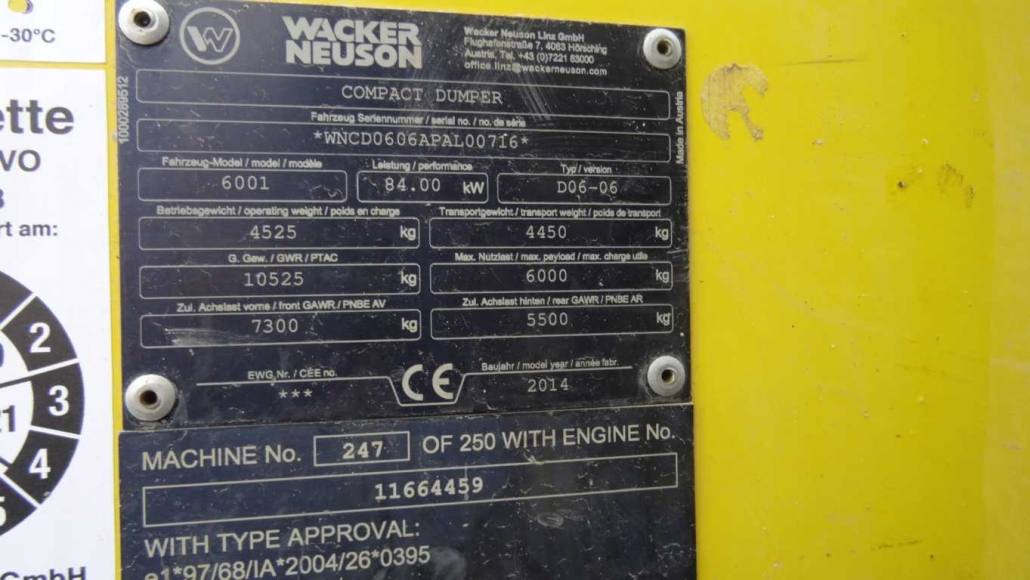 -30°C
ette
VO
rt am:
2
3
4
5
GmbH
1000289512
WACKER
NEUSON
Wacker Neuson Linz GmbH
Flughafenstraße 7, 4063 Hörsching
Austria, Tel. +43 (0)7221 63000
office.linz@wackerneuson.com
COMPACT DUMPER
Fahrzeug Seriennummer / serial no. / no. de série
*WNCD0606APAL00716*
Made in Austria
Fahrzeug-Model / model / modèle
Leistung / performance
Typ / version
6001
84.00 kW
D06-06
Betriebsgewicht / operating weight / poids en charge
Transportgewicht / transport weight / poids de transport
4525 kg
4450 kg
G. Gew. / GWR / PTAC
Max. Nutzlast / max. payload / max. charge utile
10525 kg
6000 kg
Zul. Achslast vorne / front GAWR / PNBE AV
Zul. Achslast hinten / rear GAWR / PNBE AR
7300 kg
5500 kg
EWG.Nr. / CEE no.
***
CE
Baujahr / model year / année fabr.
2014
MACHINE No. 247 OF 250 WITH ENGINE No.
11664459
WITH TYPE APPROVAL:
e1*97/68/IA*2004/26*0395